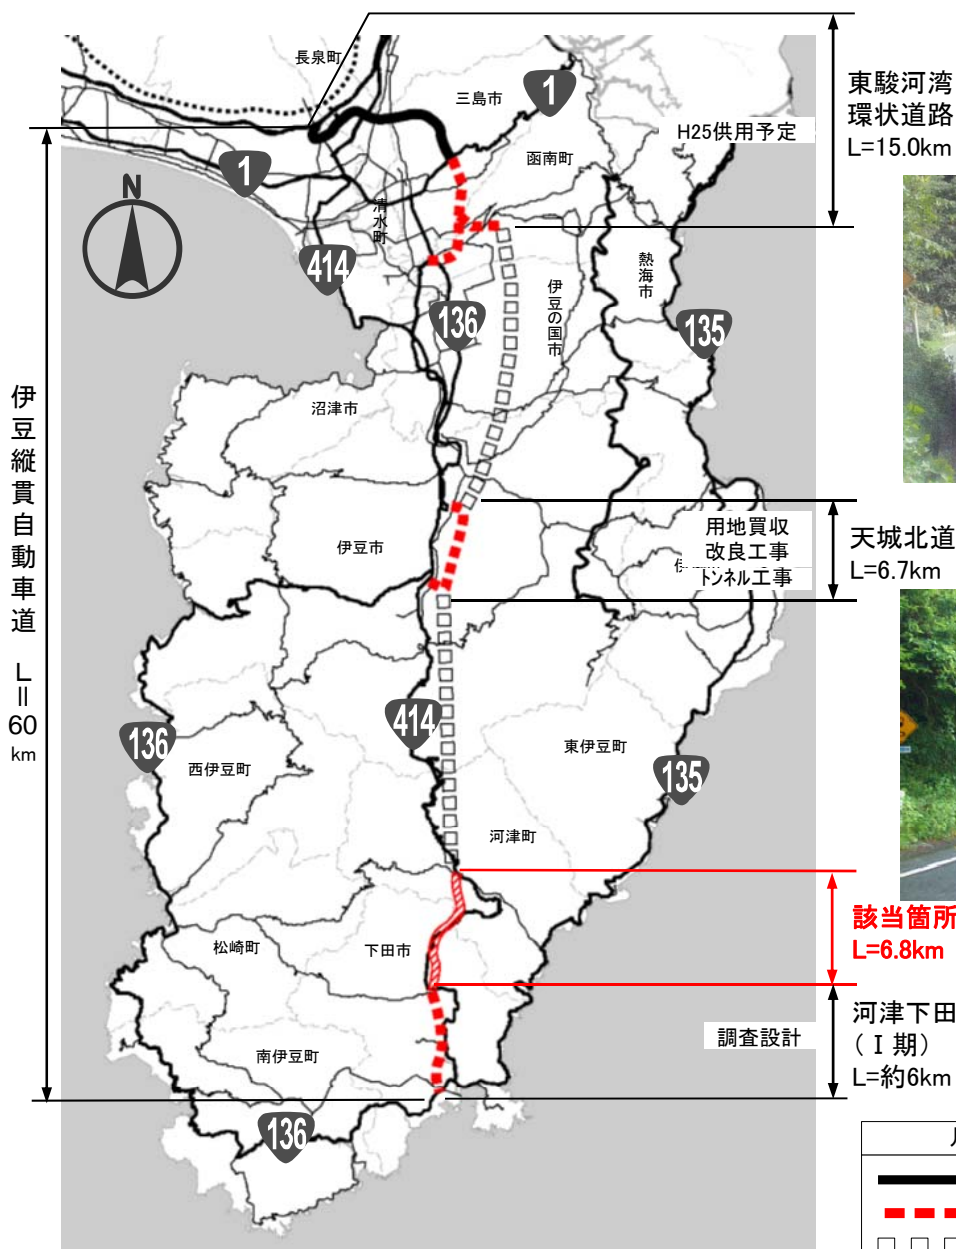 長泉町
三島市
1
H25供用予定
函南町
東駿河湾
環状道路
L=15.0km
1
N
清水町
414
136
伊豆の国市
熱海市
135
伊豆縦貫自動車道 L=60km
沼津市
伊豆市
用地買収
改良工事
トンネル工事
天城北道
L=6.7km
136
414
西伊豆町
東伊豆町
135
河津町
該当箇所
L=6.8km
松崎町
下田市
南伊豆町
調査設計
河津下田
(Ⅰ期)
L=約6km
136